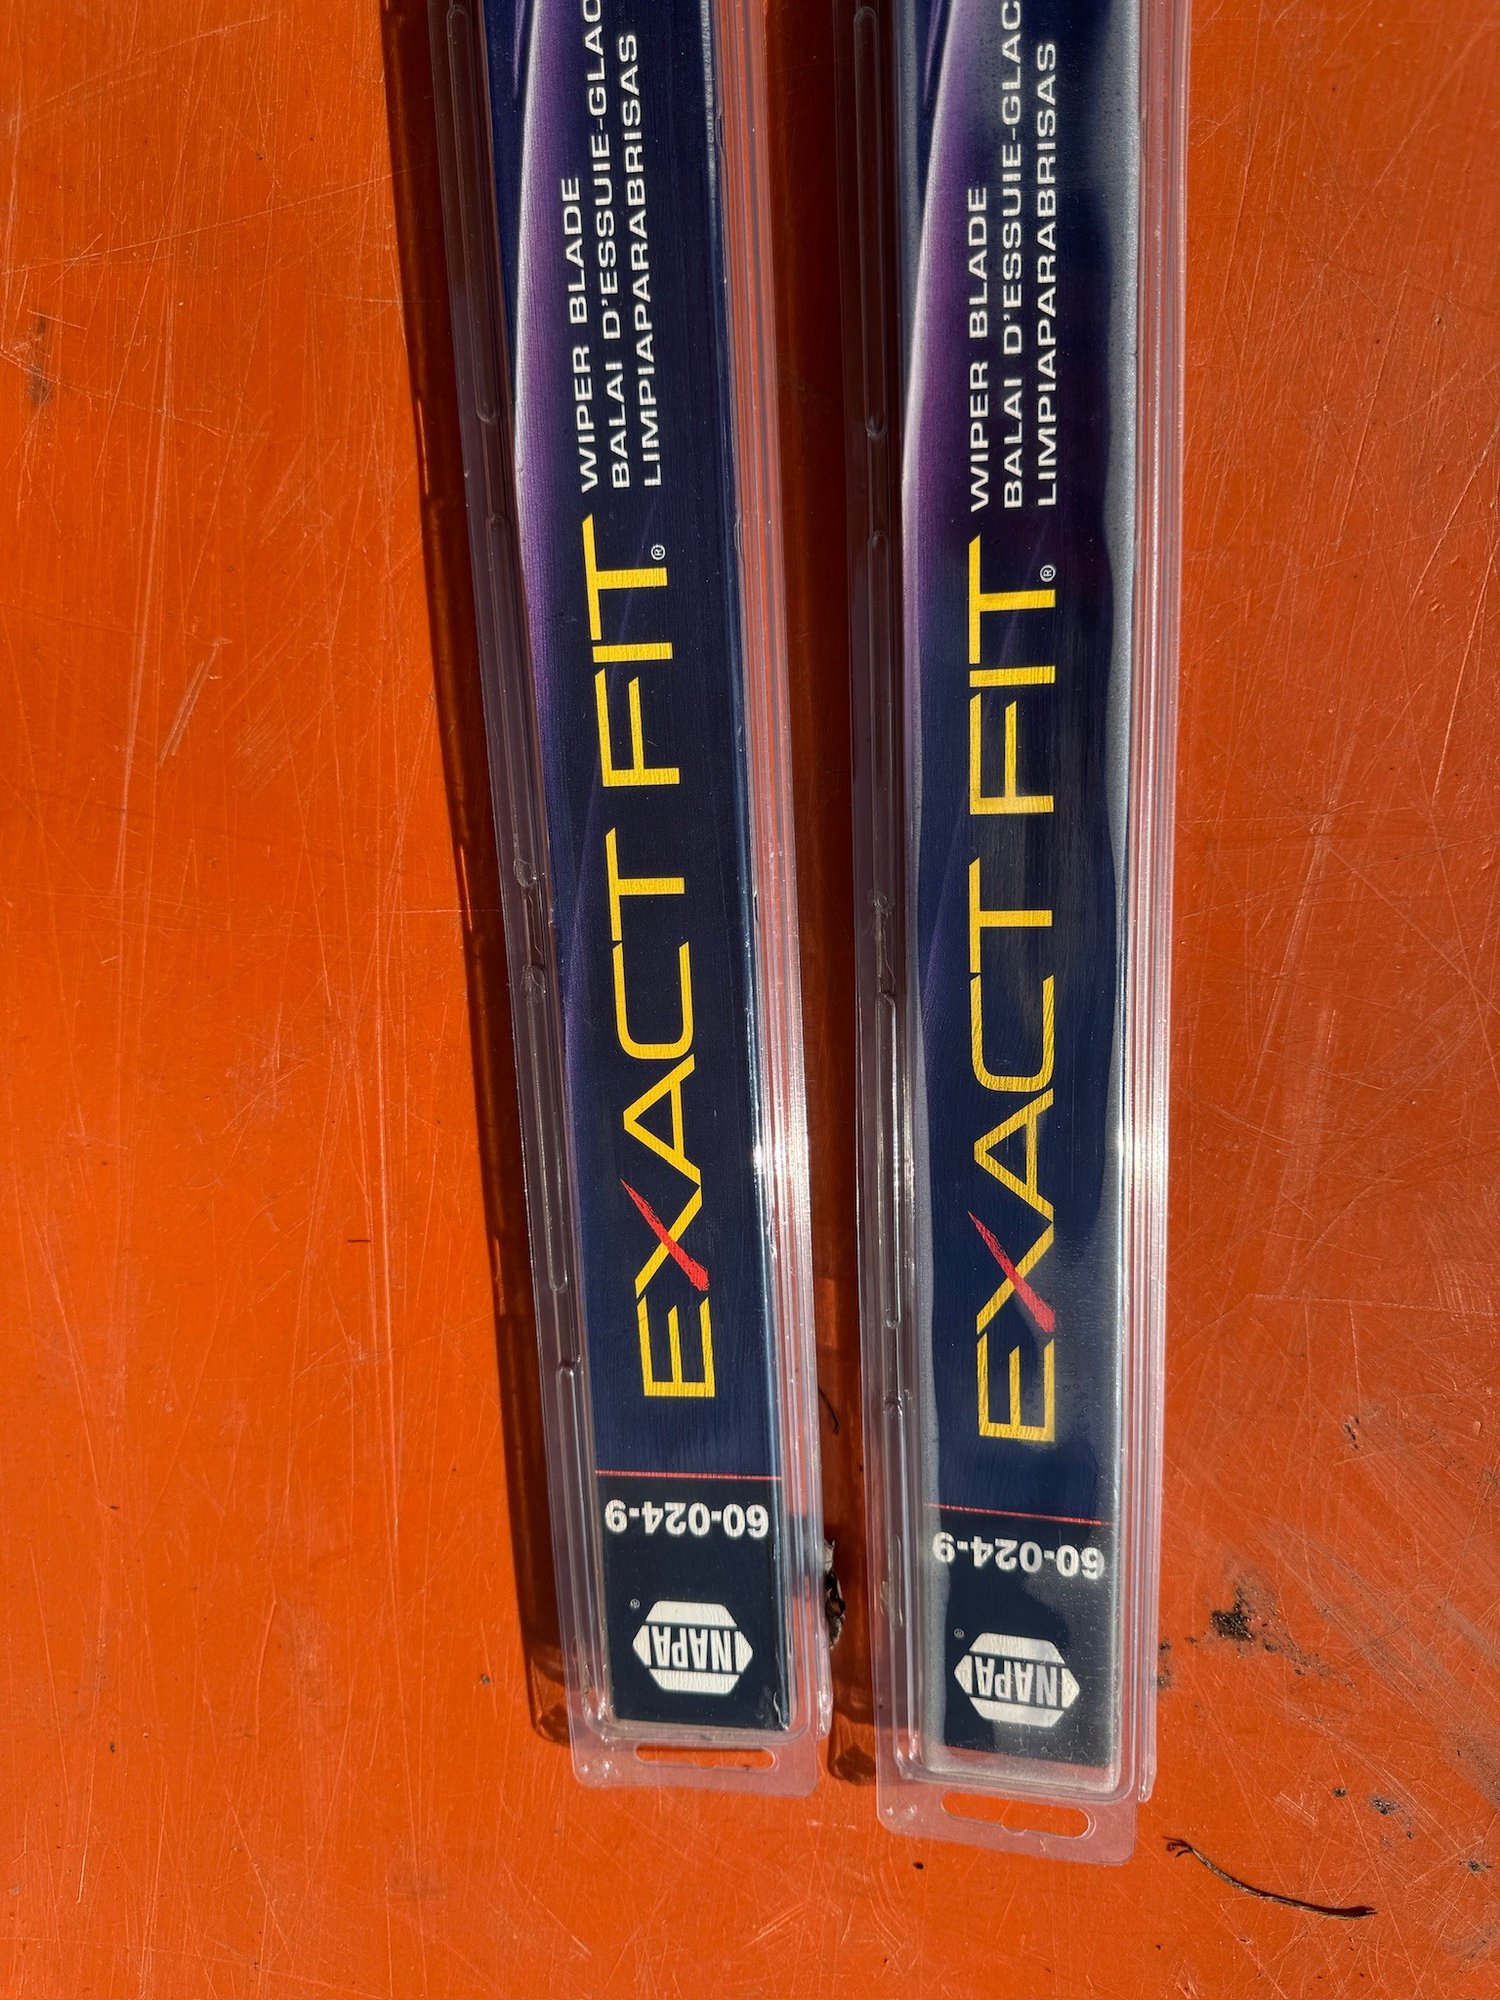 WIPER BLADE
BALAI D'ESSUIE-GLAC
LIMPIAPARABRISAS
EXACT FIT®
60-024-9
NAPA®
WIPER BLADE
BALAI D'ESSUIE-GLAC
LIMPIAPARABRISAS
EXACT FIT®
60-024-9
NAPA®